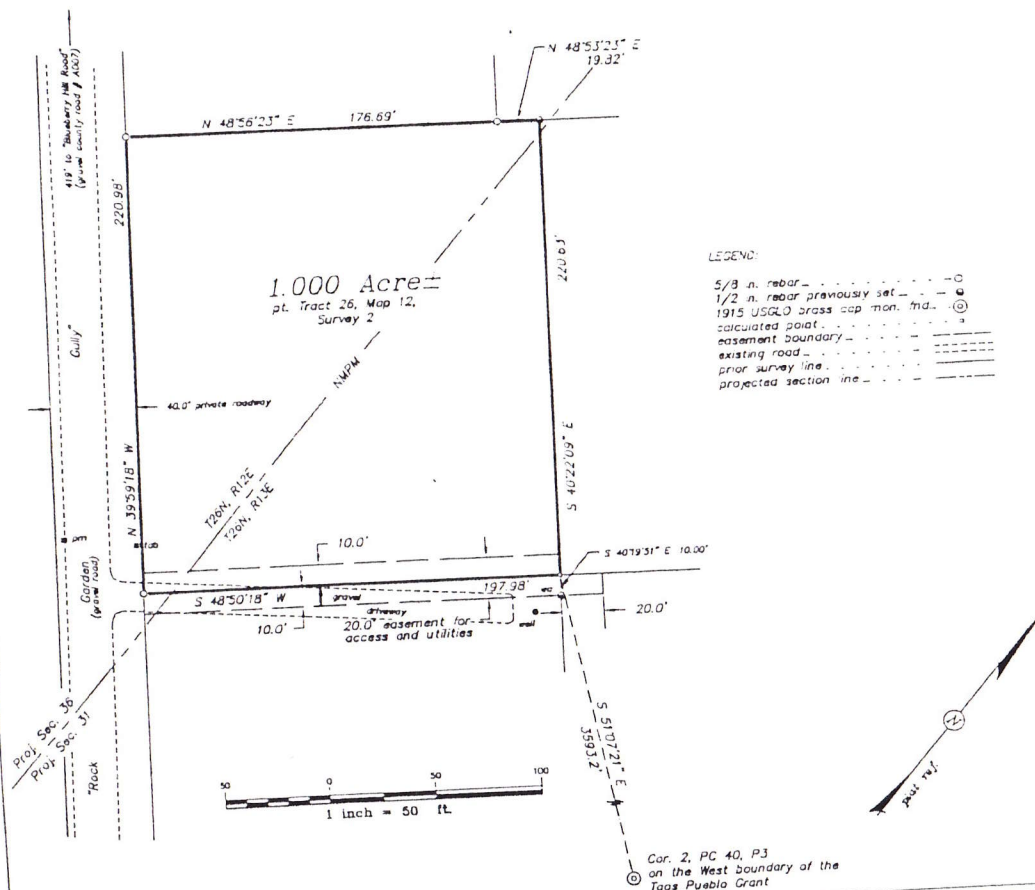 N 48°53'23" E
19.82'
N 48°56'23" E 176.69'
419' to "Blueberry Hill Road"
(gravel county road # A007)
220.98'
220.63'
1.000 Acre±
pt. Tract 26, Map 12,
Survey 2
NMPM
Gully"
40.0' private roadway
N 39°59'18" W
T26N, R12E
T26N, R13E
S 40°22'09" E
LEGEND:
5/8 in. rebar
1/2 in. rebar previously set
1915 USGLO brass cap mon. fnd.
calculated point
easement boundary
existing road
prior survey line
projected section line
pm
tab
Garden
(gravel road)
10.0'
S 40°19'31" E 10.00'
197.98'
S 48°50'18" W
gravel
driveway
10.0'
20.0' easement for
access and utilities
well
20.0'
Proj. Sec. 36
Proj. Sec. 31
"Rock
S 51°07'21" E
3593.2'
50 0 50 100
1 inch = 50 ft.
N
Cor. 2, PC 40, P3
on the West boundary of the
Taos Pueblo Grant